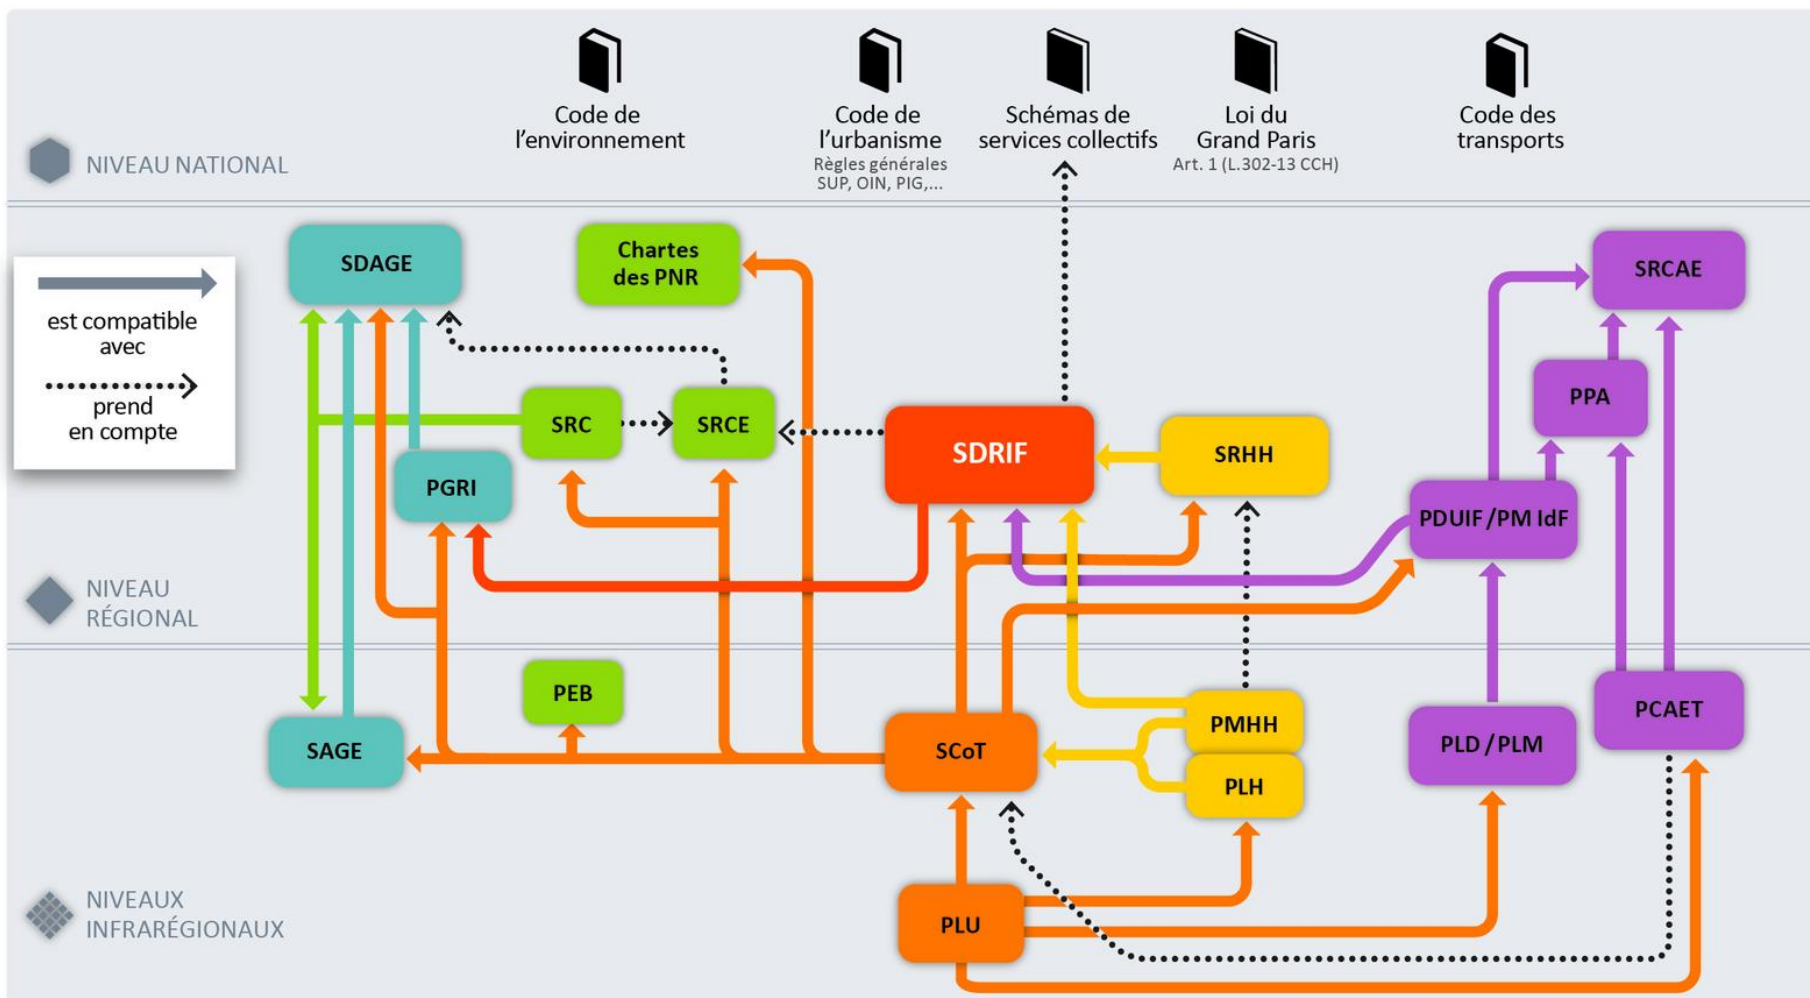 Code de
l'environnement
Code de
l'urbanisme
Règles générales
SUP, OIN, PIG,...
Schémas de
services collectifs
Loi du
Grand Paris
Art. 1 (L.302-13 CCH)
Code des
transports
NIVEAU NATIONAL
est compatible
avec
prend
en compte
SDAGE
Chartes
des PNR
SRCAE
PPA
SRC
SRCE
SDRIF
SRHH
PGRI
PDUIF/PM IdF
NIVEAU
RÉGIONAL
PEB
SAGE
SCoT
PMHH
PLH
PLD / PLM
PCAET
NIVEAUX
INFRARÉGIONAUX
PLU